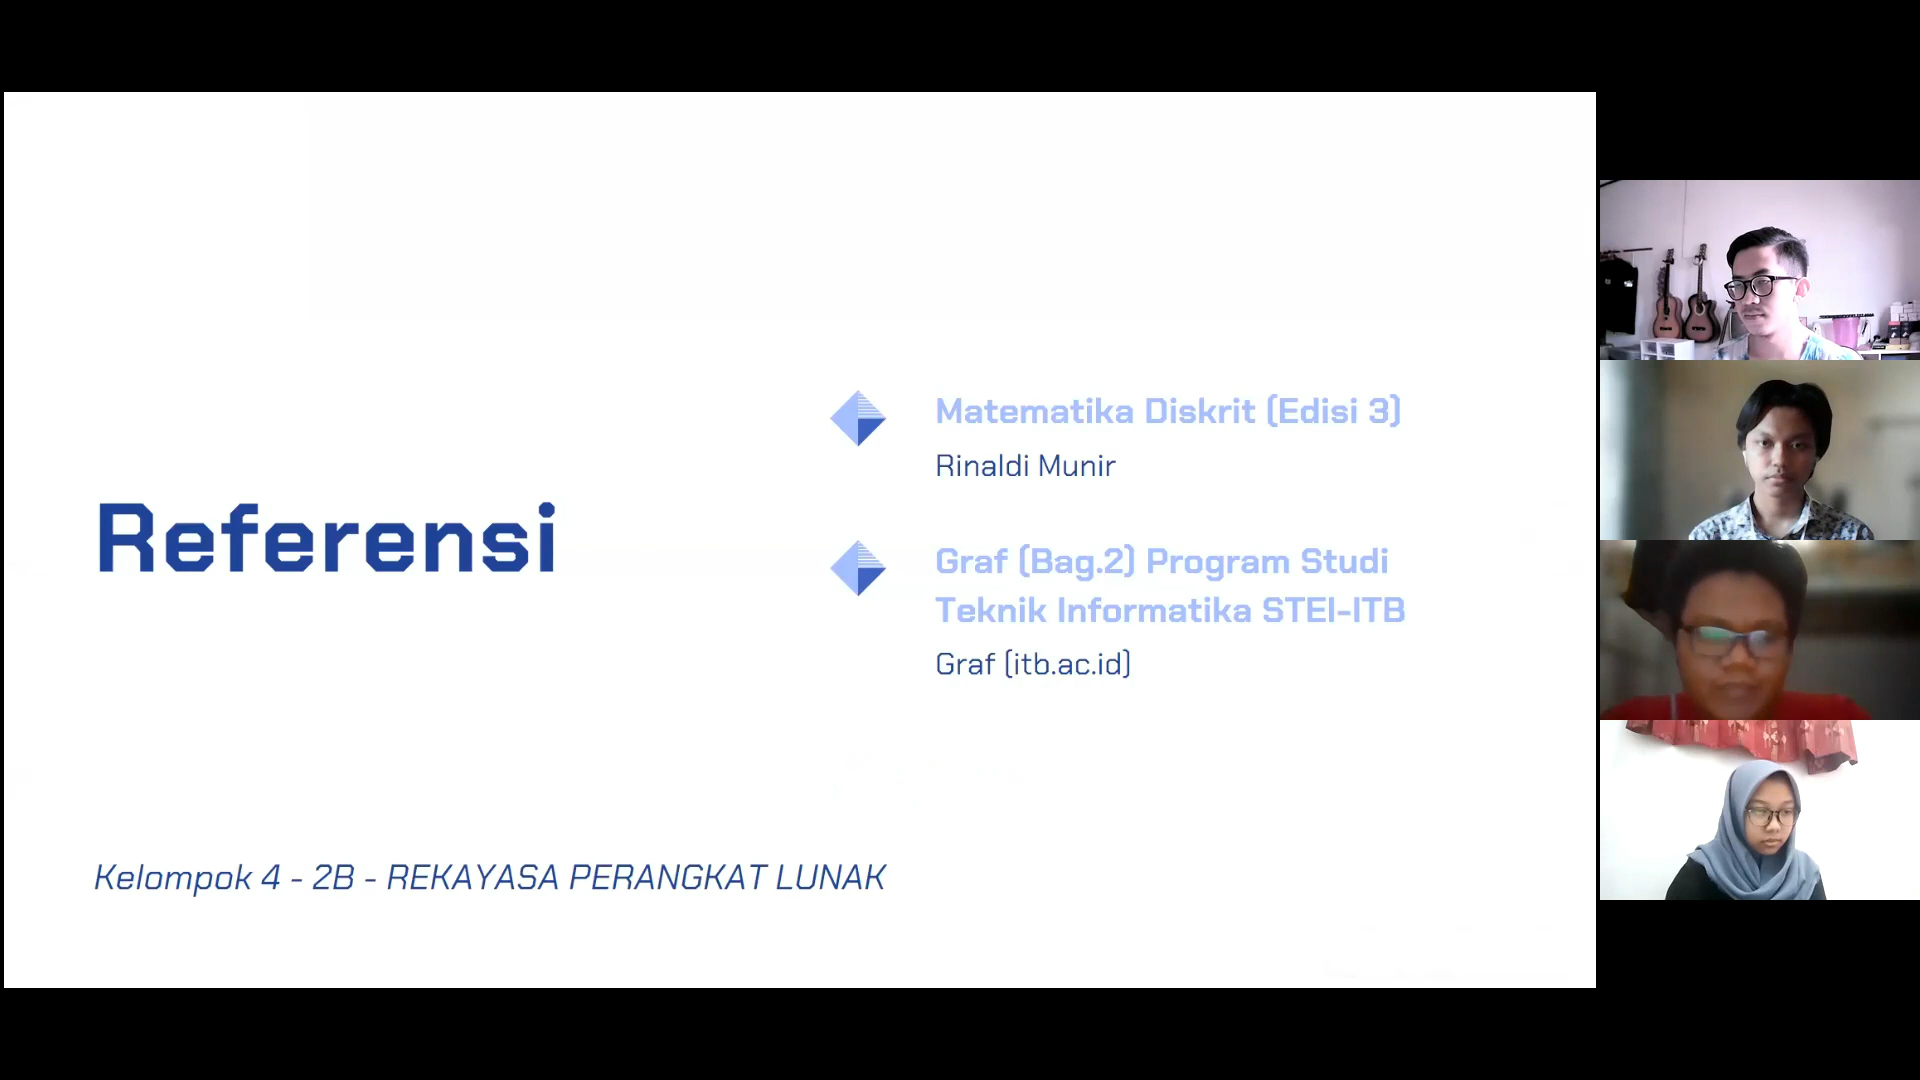 Referensi
Matematika Diskrit (Edisi 3)
Rinaldi Munir
Graf (Bag.2) Program Studi
Teknik Informatika STEI-ITB
Graf (itb.ac.id)
Kelompok 4 - 2B - REKAYASA PERANGKAT LUNAK